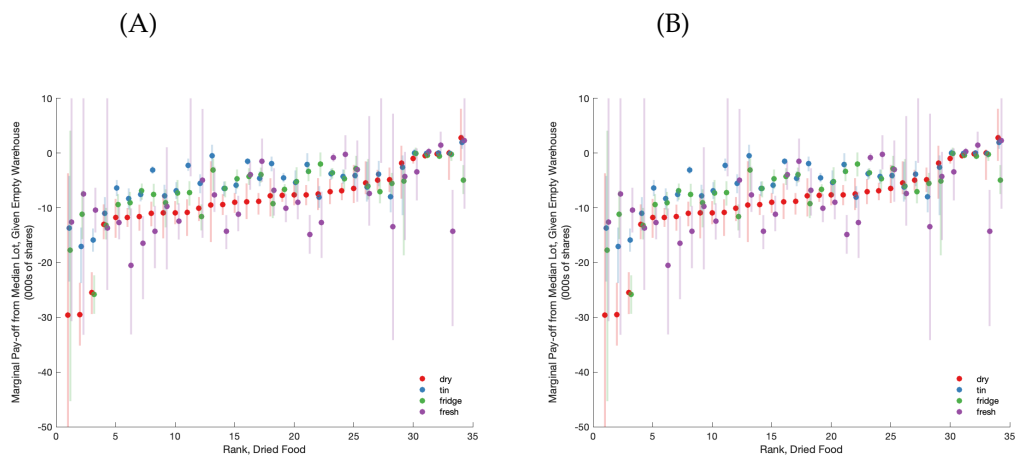 (A) (B)
Marginal Pay-off from Median Lot, Given Empty Warehouse
(000s of shares)
10
0
-10
-20
-30
-40
-50
0 5 10 15 20 25 30 35
Rank, Dried Food
dry
tin
fridge
fresh
Marginal Pay-off from Median Lot, Given Empty Warehouse
(000s of shares)
10
0
-10
-20
-30
-40
-50
0 5 10 15 20 25 30 35
Rank, Dried Food
dry
tin
fridge
fresh